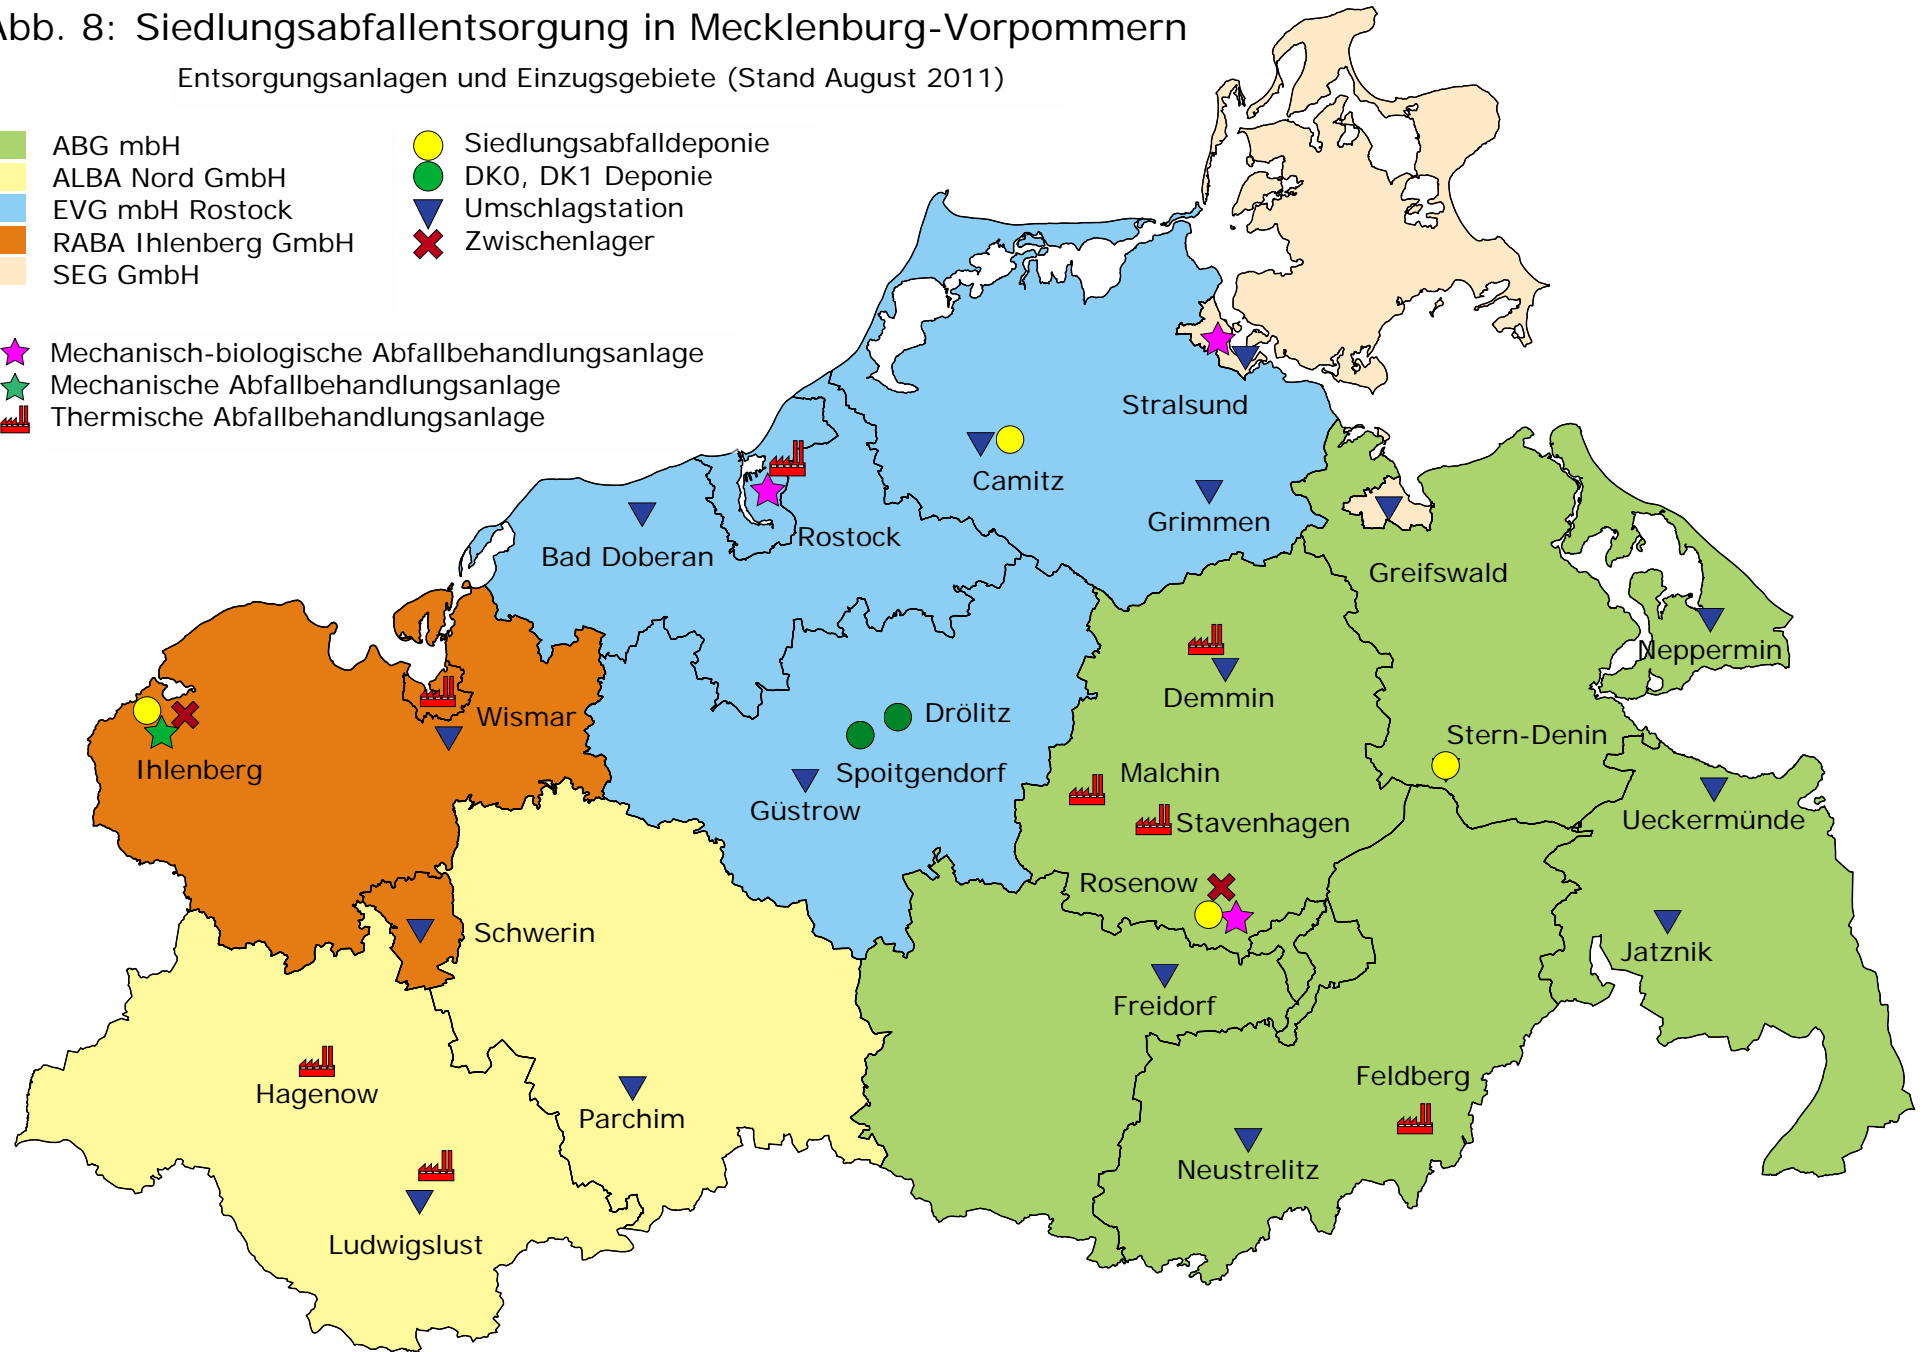 Abb. 8: Siedlungsabfallentsorgung in Mecklenburg-Vorpommern
Entsorgungsanlagen und Einzugsgebiete (Stand August 2011)
ABG mbH
ALBA Nord GmbH
EVG mbH Rostock
RABA Ihlenberg GmbH
SEG GmbH
Siedlungsabfalldeponie
DK0, DK1 Deponie
Umschlagstation
Zwischenlager
Mechanisch-biologische Abfallbehandlungsanlage
Mechanische Abfallbehandlungsanlage
Thermische Abfallbehandlungsanlage
Stralsund
Camitz
Grimmen
Rostock
Bad Doberan
Greifswald
Neppermin
Demmin
Wismar
Drölitz
Stern-Denin
Ihlenberg
Spoitgendorf
Malchin
Güstrow
Stavenhagen
Ueckermünde
Rosenow
Schwerin
Jatznik
Freidorf
Feldberg
Hagenow
Parchim
Neustrelitz
Ludwigslust